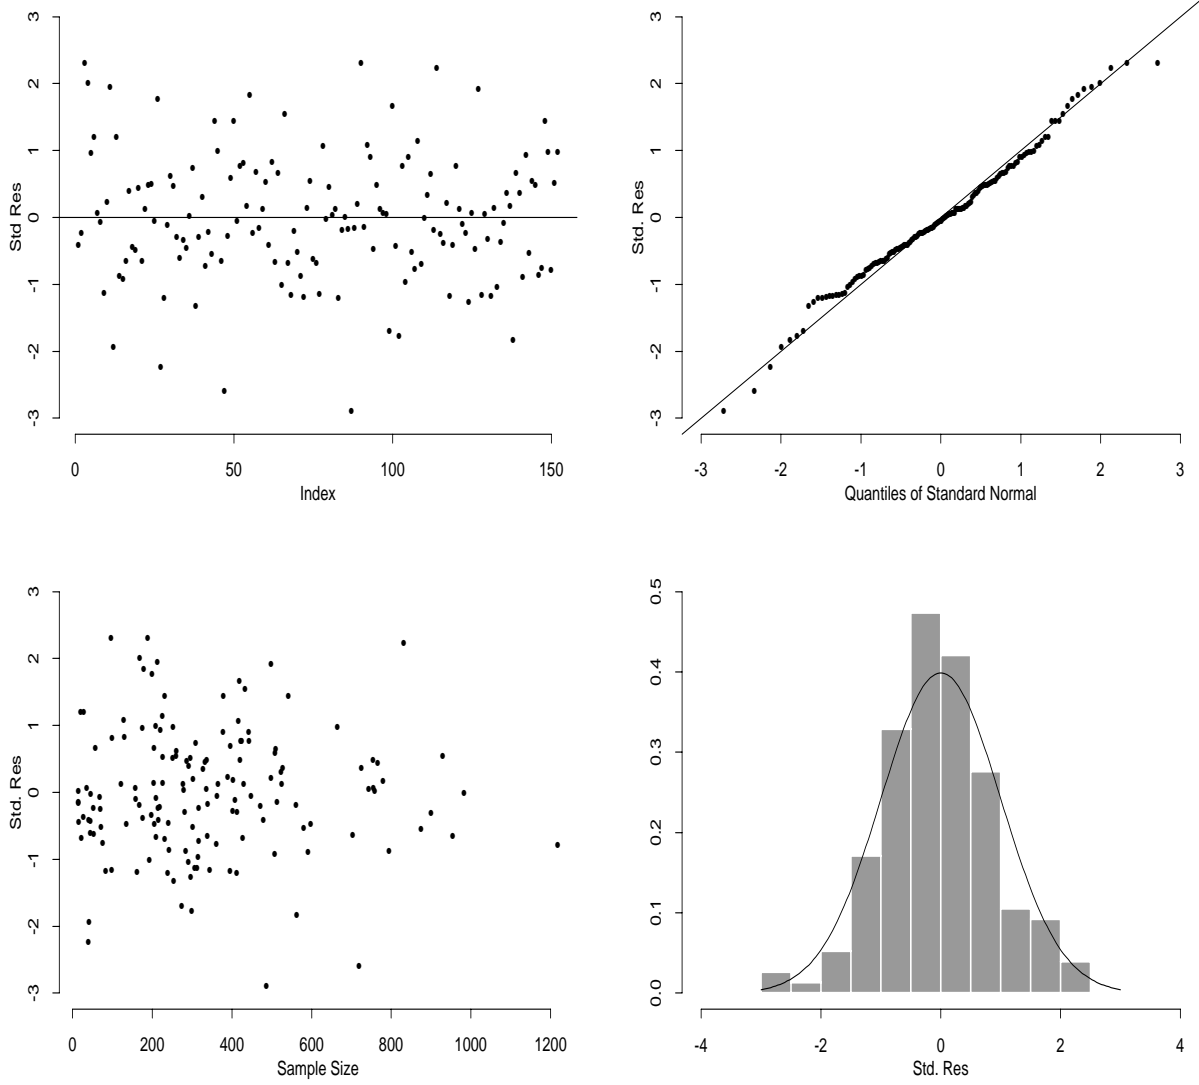 3
2
1
0
-1
-2
-3
Std Res
0 50 100 150
Index
3
2
1
0
-1
-2
-3
Std. Res
-3 -2 -1 0 1 2 3
Quantiles of Standard Normal
3
2
1
0
-1
-2
-3
Std. Res
0 200 400 600 800 1000 1200
Sample Size
0.5
0.4
0.3
0.2
0.1
0.0
-4 -2 0 2 4
Std. Res